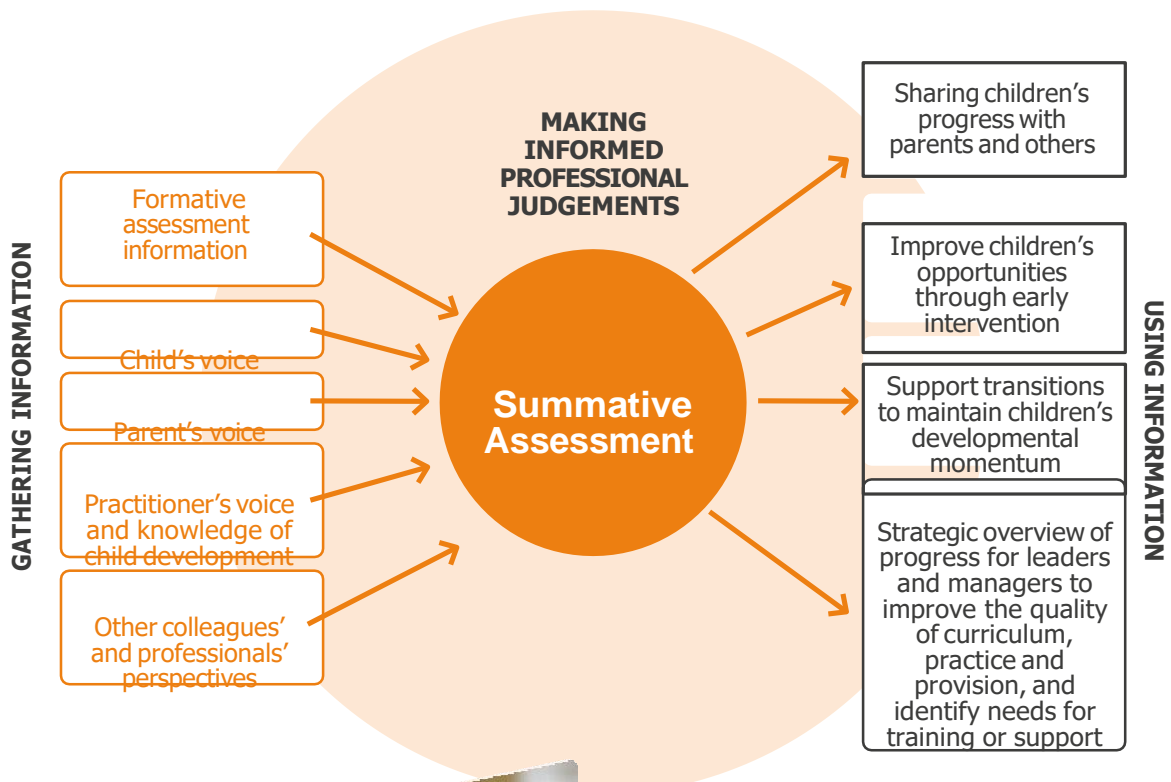 GATHERING INFORMATION
Formative
assessment
information
Child's voice
Parent's voice
Practitioner's voice
and knowledge of
child development
Other colleagues'
and professionals'
perspectives
MAKING
INFORMED
PROFESSIONAL
JUDGEMENTS
Summative
Assessment
Sharing children's
progress with
parents and others
Improve children's
opportunities
through early
intervention
Support transitions
to maintain children's
developmental
momentum
Strategic overview of
progress for leaders
and managers to
improve the quality
of curriculum,
practice and
provision, and
identify needs for
training or support
USING INFORMATION